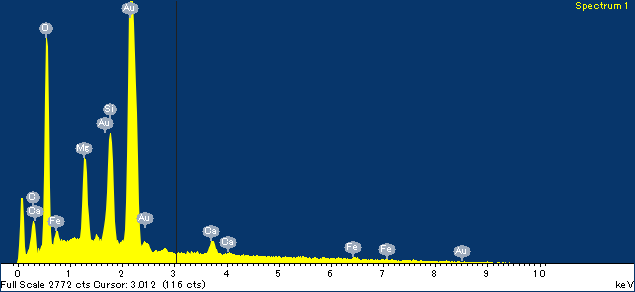 Spectrum 1
Au
O
Si
Au
Mg
C
Ca
Fe
Au
Ca
Ca
Fe
Fe
Au
0 1 2 3 4 5 6 7 8 9 10
Full Scale 2772 cts Cursor: 3.012 (116 cts) keV